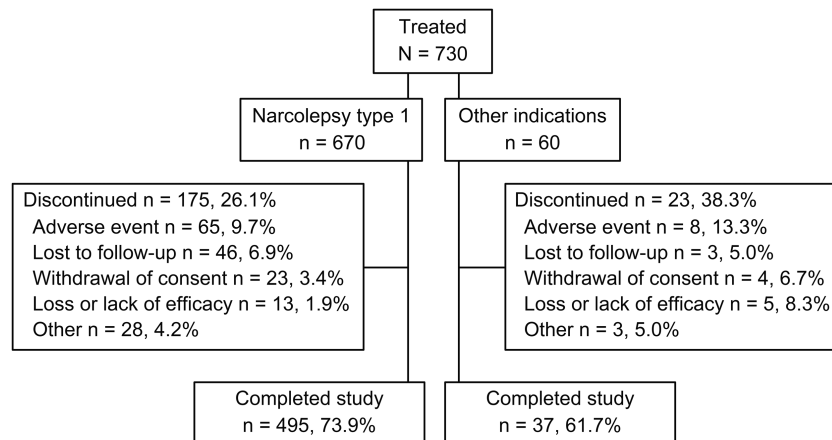 Treated
N = 730
Narcolepsy type 1
n = 670
Other indications
n = 60
Discontinued n = 175, 26.1%
Adverse event n = 65, 9.7%
Lost to follow-up n = 46, 6.9%
Withdrawal of consent n = 23, 3.4%
Loss or lack of efficacy n = 13, 1.9%
Other n = 28, 4.2%
Discontinued n = 23, 38.3%
Adverse event n = 8, 13.3%
Lost to follow-up n = 3, 5.0%
Withdrawal of consent n = 4, 6.7%
Loss or lack of efficacy n = 5, 8.3%
Other n = 3, 5.0%
Completed study
n = 495, 73.9%
Completed study
n = 37, 61.7%